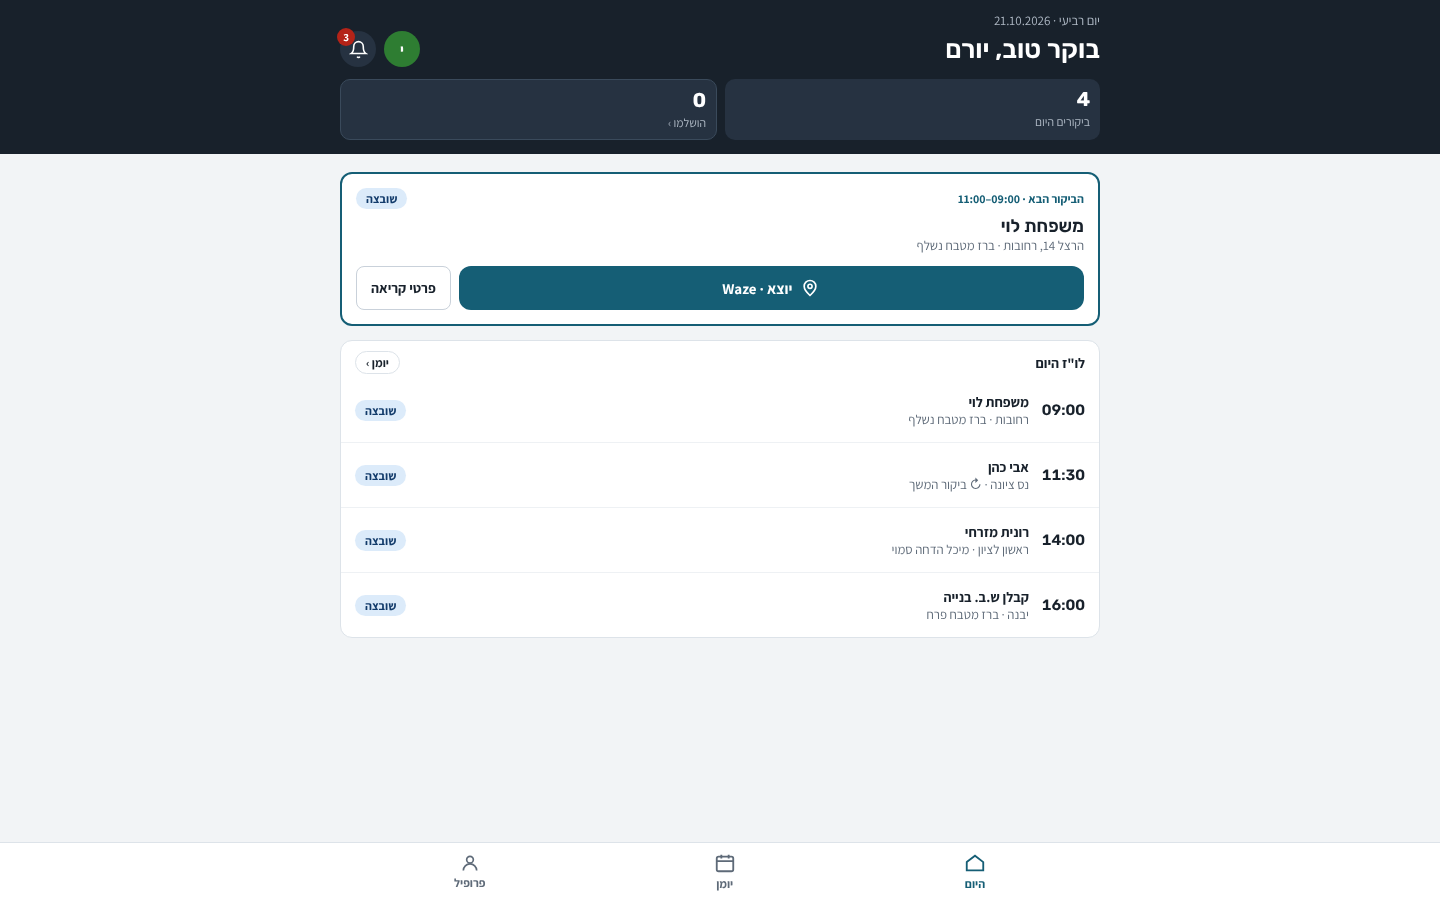 יום רביעי · 21.10.2026
בוקר טוב, יורם
י
3
4
ביקורים היום
0
הושלמו ›
הביקור הבא · 09:00–11:00
שובצה
משפחת לוי
הרצל 14, רחובות · ברז מטבח נשלף
יוצא · Waze
פרטי קריאה
לו"ז היום
יומן ›
09:00
משפחת לוי
רחובות · ברז מטבח נשלף
שובצה
11:30
אבי כהן
נס ציונה · ↻ ביקור המשך
שובצה
14:00
רונית מזרחי
ראשון לציון · מיכל הדחה סמוי
שובצה
16:00
קבלן ש.ב. בנייה
יבנה · ברז מטבח פרח
שובצה
היום
יומן
פרופיל